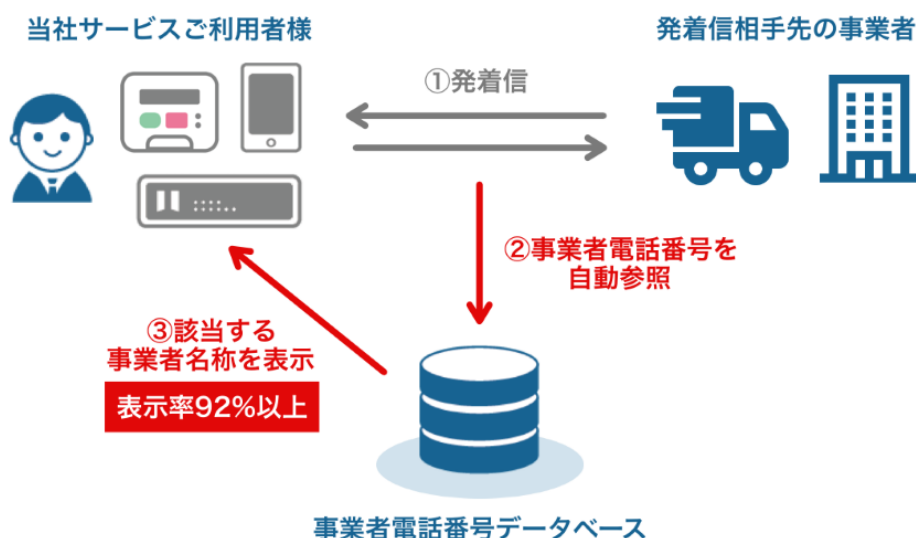 当社サービスご利用者様
発着信相手先の事業者
①発着信
②事業者電話番号を
自動参照
③該当する
事業者名称を表示
表示率92%以上
事業者電話番号データベース